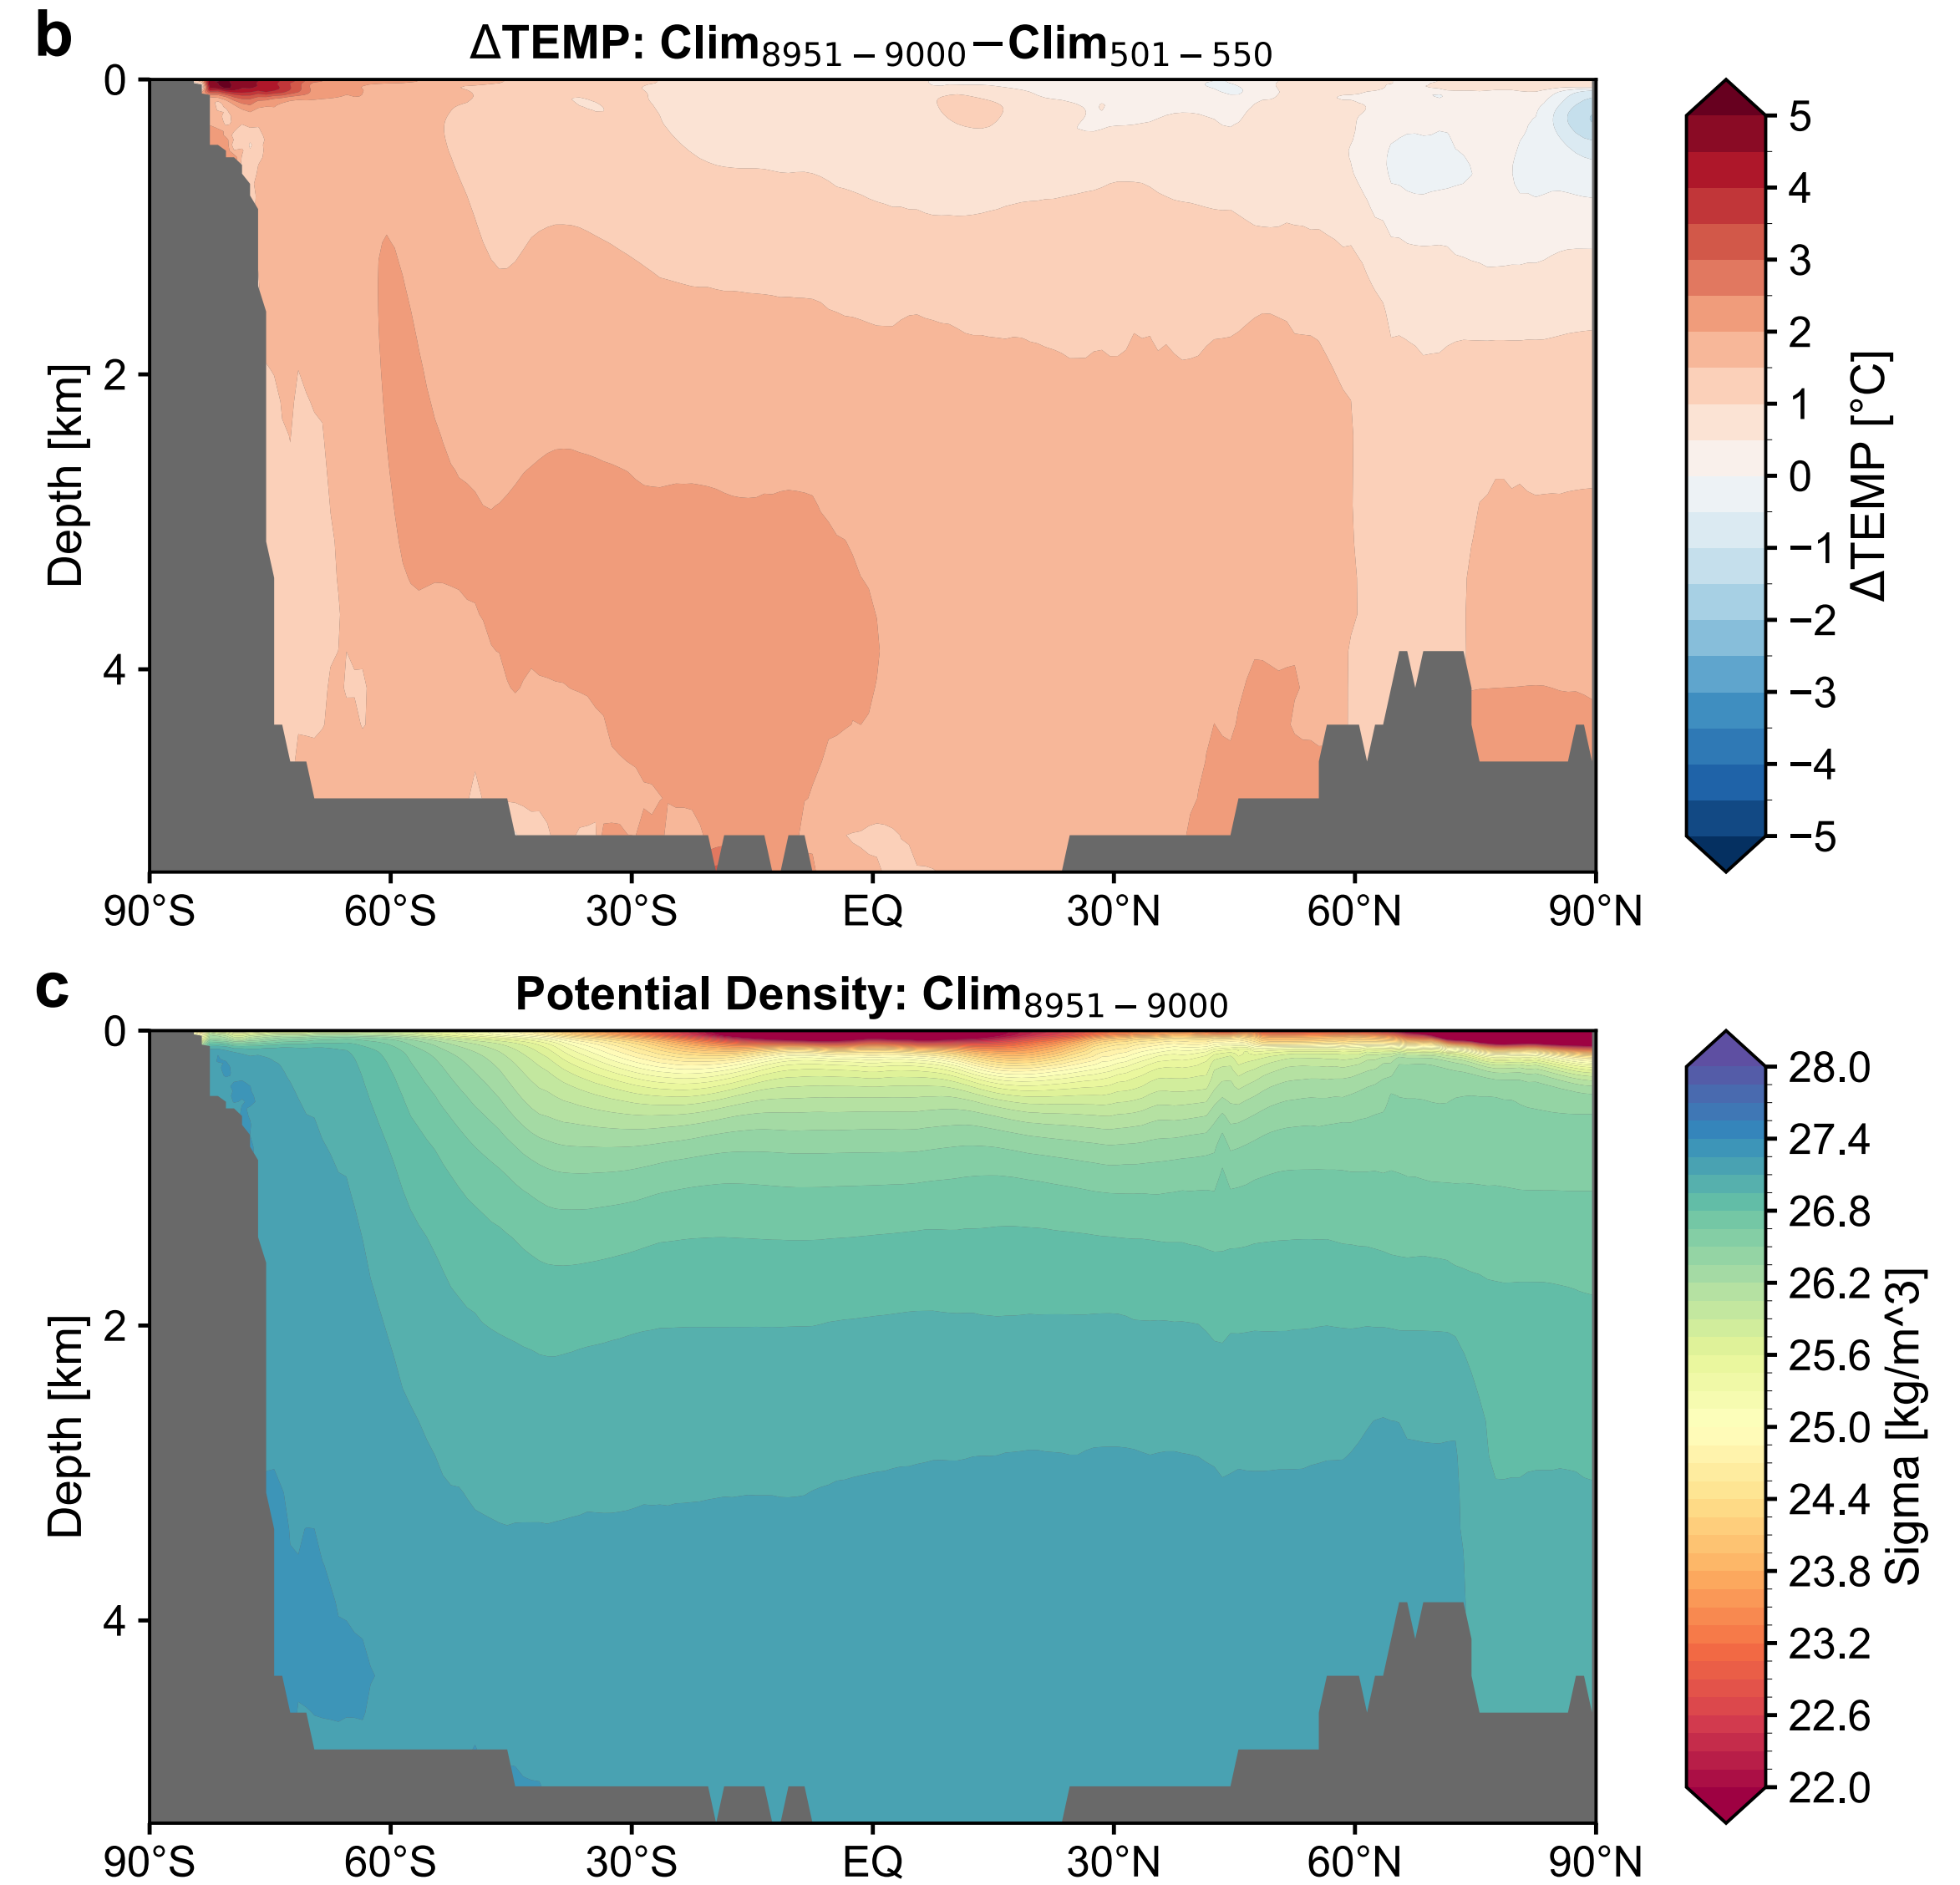 b
ΔTEMP: Clim8951 − 9000−Clim501 − 550
0
2
4
Depth [km]
90°S 60°S 30°S EQ 30°N 60°N 90°N
5
4
3
2
1
0
−1
−2
−3
−4
−5
ΔTEMP [°C]
c
Potential Density: Clim8951 − 9000
0
2
4
Depth [km]
90°S 60°S 30°S EQ 30°N 60°N 90°N
28.0
27.4
26.8
26.2
25.6
25.0
24.4
23.8
23.2
22.6
22.0
Sigma [kg/m^3]